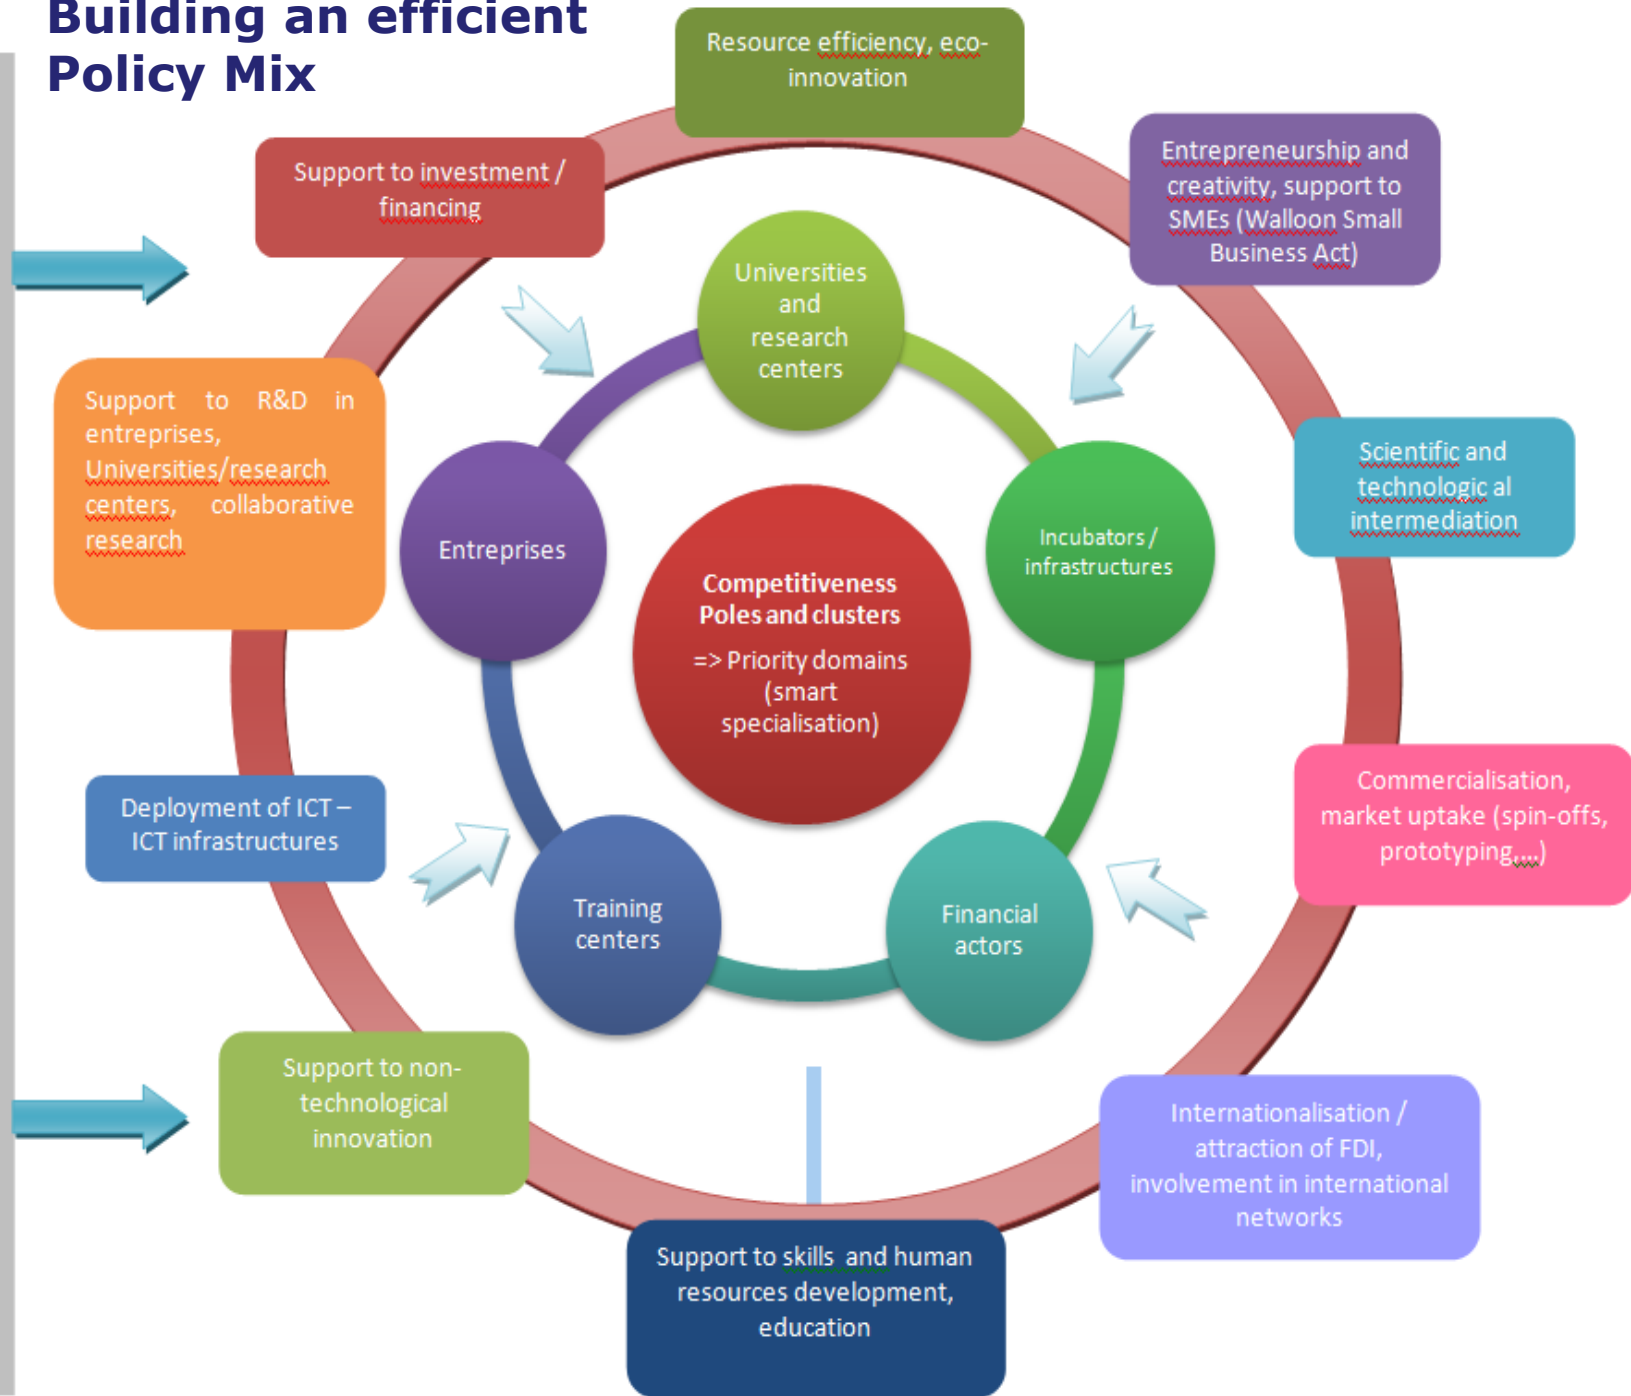 Building an efficient
Policy Mix
Resource efficiency, eco-
innovation
Support to investment /
financing
Entrepreneurship and
creativity, support to
SMEs (Walloon Small
Business Act)
Universities
and
research
centers
Support to R&D in
entreprises,
Universities/research
centers, collaborative
research
Scientific and
technologic al
intermediation
Entreprises
Incubators /
infrastructures
Competitiveness
Poles and clusters
=> Priority domains
(smart
specialisation)
Deployment of ICT –
ICT infrastructures
Commercialisation,
market uptake (spin-offs,
prototyping,...)
Training
centers
Financial
actors
Support to non-
technological
innovation
Internationalisation /
attraction of FDI,
involvement in international
networks
Support to skills  and human
resources development,
education